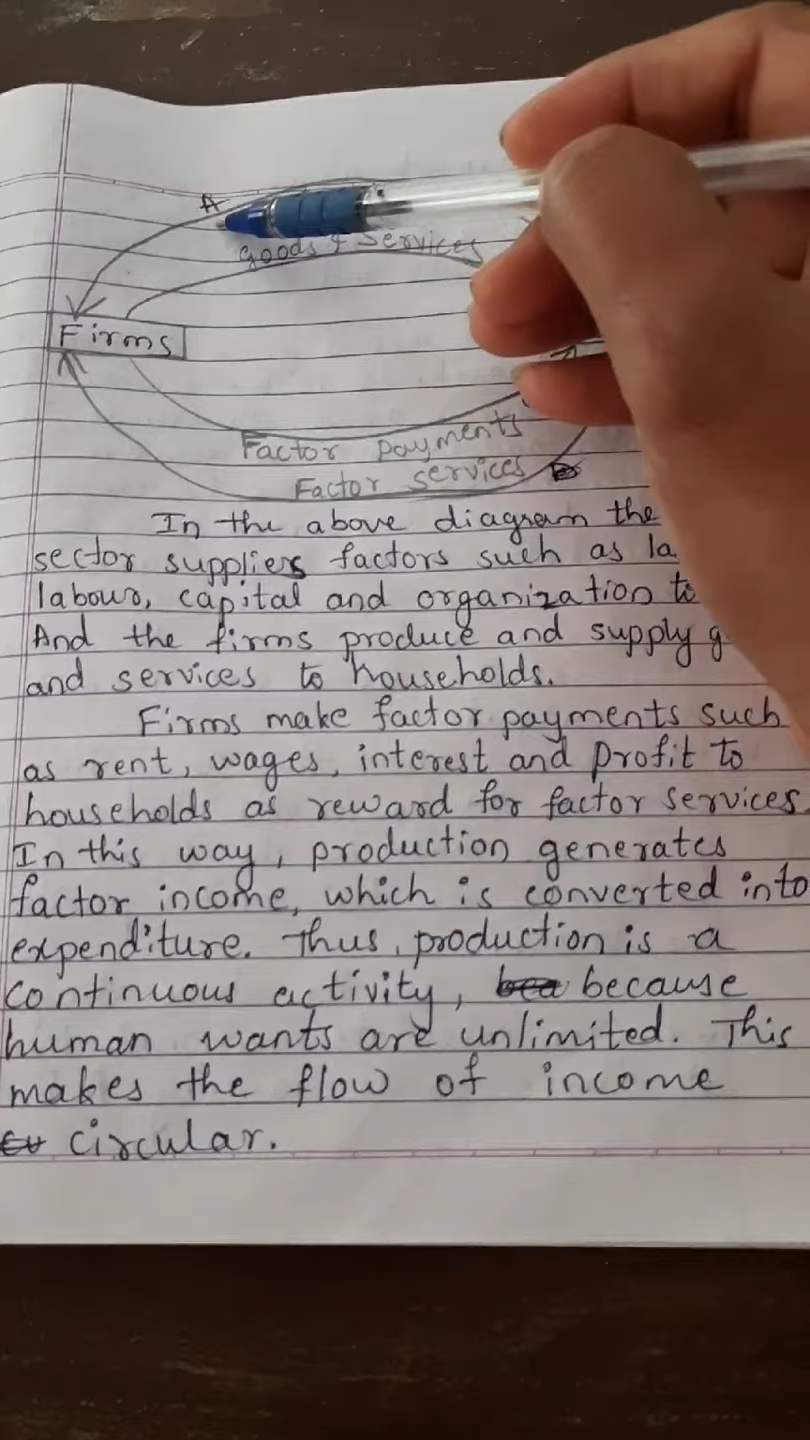 A
Goods & Services
Firms
Factor payments
Factor services
In the above diagram the
sector suppliers factors such as la
labour, capital and organization to
And the firms produce and supply g
and services to households.
Firms make factor payments such
as rent, wages, interest and profit to
households as reward for factor services.
In this way, production generates
factor income, which is converted into
expenditure. Thus, production is a
continuous activity, because
human wants are unlimited. This
makes the flow of income
circular.